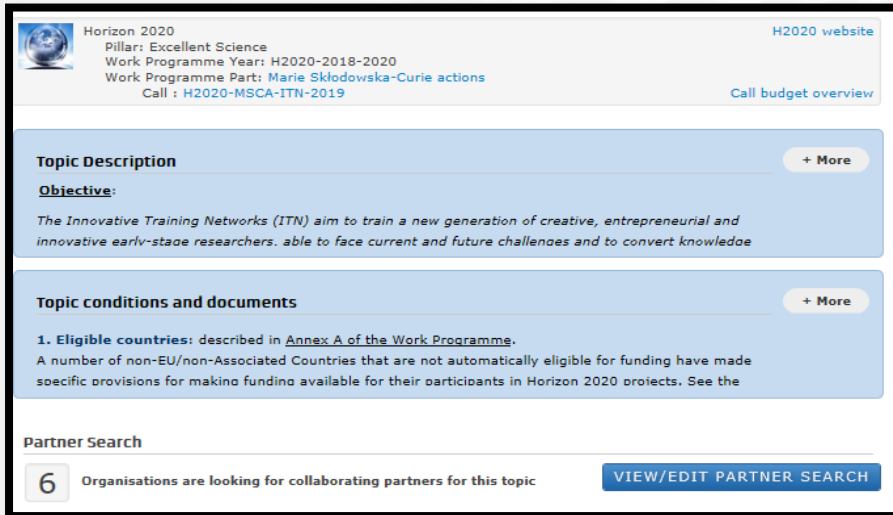 Horizon 2020
H2020 website
Pillar: Excellent Science
Work Programme Year: H2020-2018-2020
Work Programme Part: Marie Skłodowska-Curie actions
Call : H2020-MSCA-ITN-2019
Call budget overview
Topic Description
+ More
Objective:
The Innovative Training Networks (ITN) aim to train a new generation of creative, entrepreneurial and
innovative early-stage researchers, able to face current and future challenges and to convert knowledge
Topic conditions and documents
+ More
1. Eligible countries: described in Annex A of the Work Programme.
A number of non-EU/non-Associated Countries that are not automatically eligible for funding have made
specific provisions for making funding available for their participants in Horizon 2020 projects. See the
Partner Search
6 Organisations are looking for collaborating partners for this topic
VIEW/EDIT PARTNER SEARCH